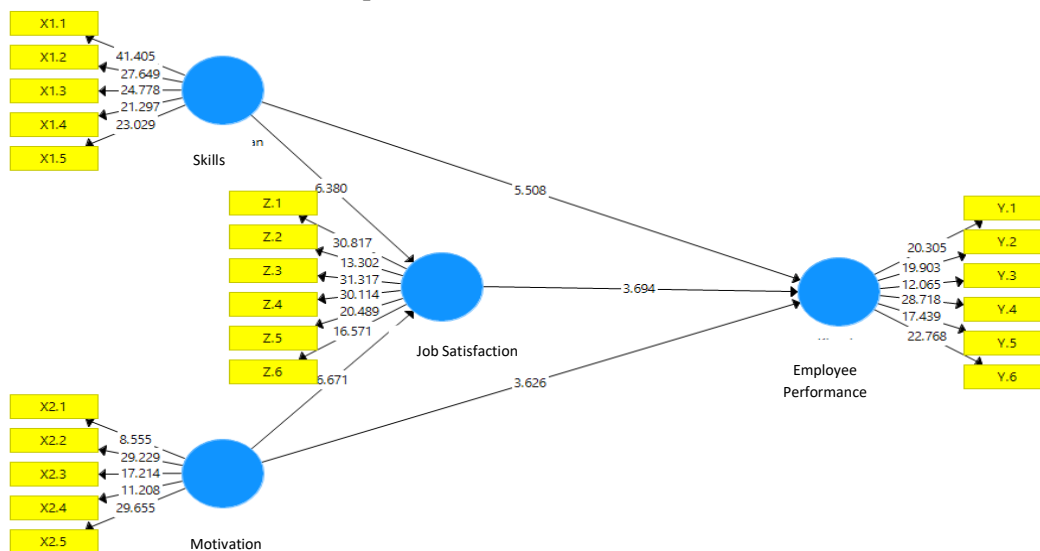 X1.1
X1.2
X1.3
X1.4
X1.5
41.405
27.649
24.778
21.297
23.029
Skills
6.380
5.508
Z.1
Z.2
Z.3
Z.4
Z.5
Z.6
30.817
13.302
31.317
30.114
20.489
16.571
Job Satisfaction
3.694
Y.1
Y.2
Y.3
Y.4
Y.5
Y.6
20.305
19.903
12.065
28.718
17.439
22.768
Employee
Performance
6.671
3.626
X2.1
X2.2
X2.3
X2.4
X2.5
8.555
29.229
17.214
11.208
29.655
Motivation